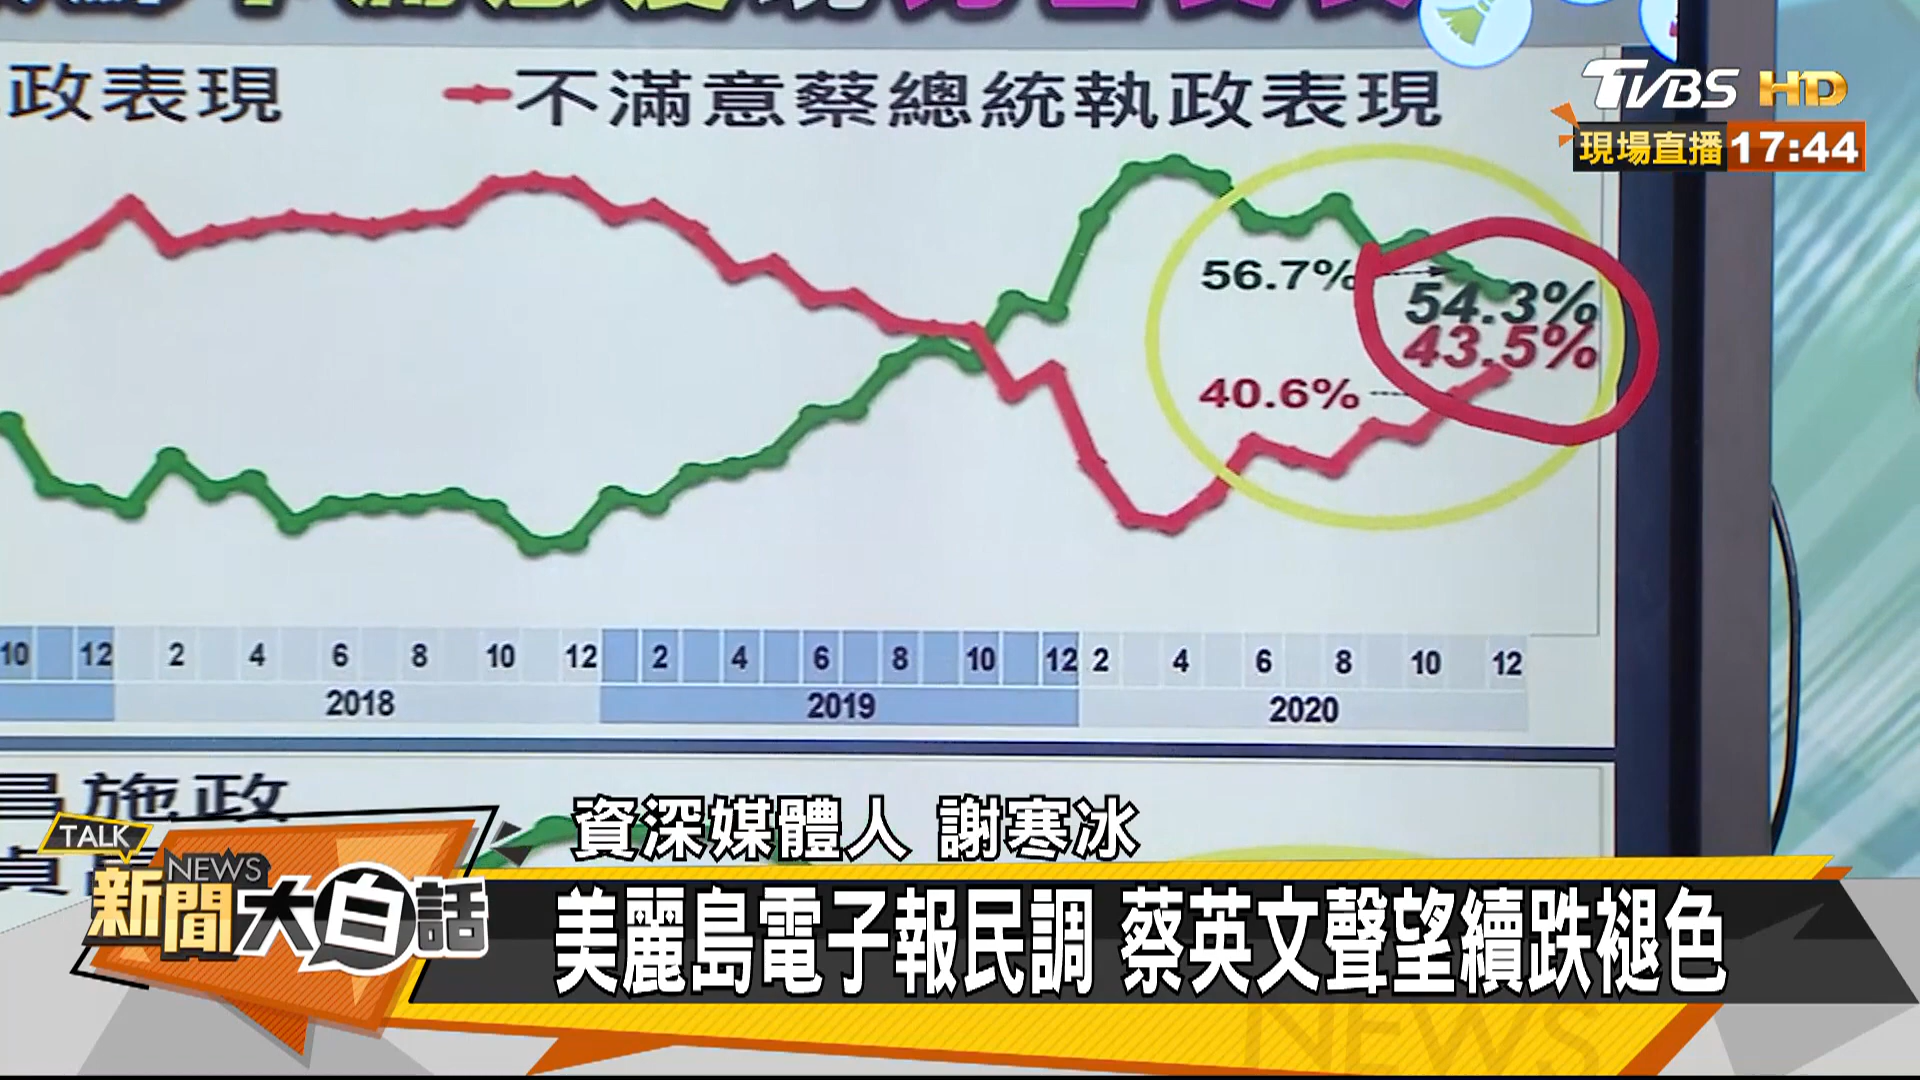 政表現
不滿意蔡總統執政表現
TVBS HD
現場直播 17:44
56.7%
54.3%
43.5%
40.6%
10 12 2 4 6 8 10 12 2 4 6 8 10 12 2 4 6 8 10 12
2018 2019 2020
施政
TALK
NEWS
新聞大白話
資深媒體人 謝寒冰
美麗島電子報民調 蔡英文聲望續跌褪色
NEWS